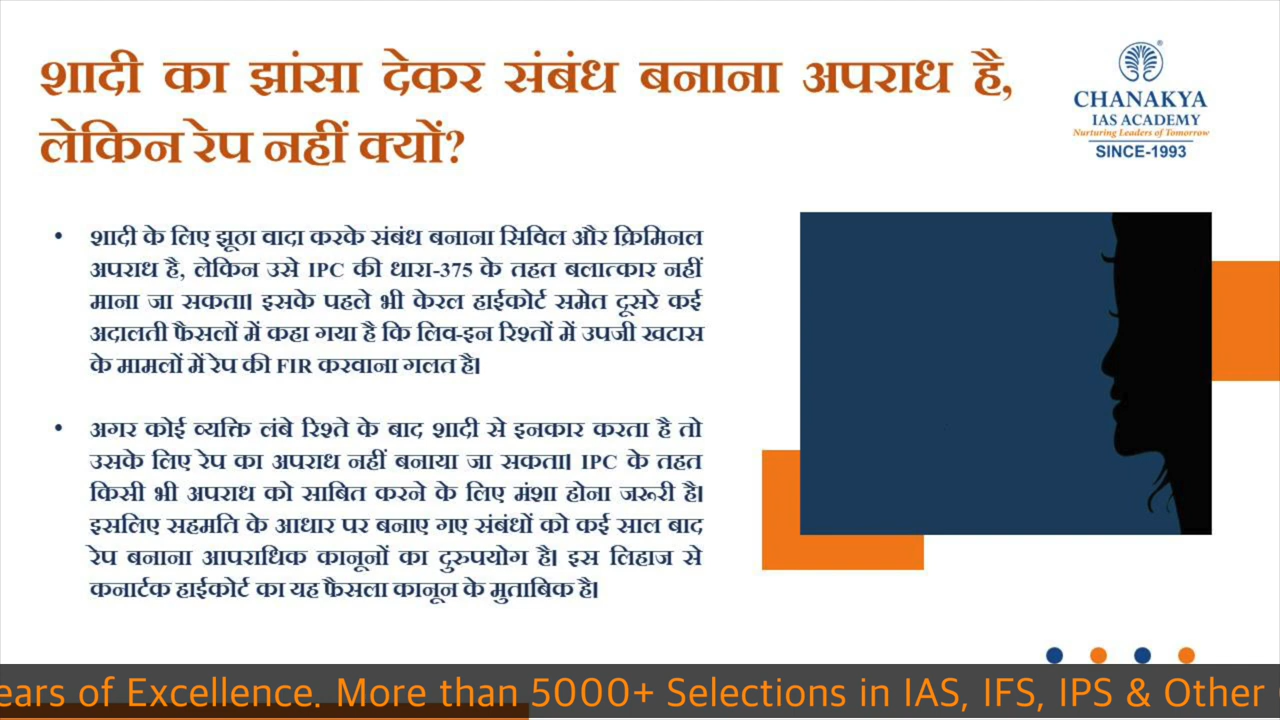 शादी का झांसा देकर संबंध बनाना अपराध है,
लेकिन रेप नहीं क्यों?
CHANAKYA
IAS ACADEMY
Nurturing Leaders of Tomorrow
SINCE-1993
• शादी के लिए झूठा वादा करके संबंध बनाना सिविल और क्रिमिनल
अपराध है, लेकिन उसे IPC की धारा-375 के तहत बलात्कार नहीं
माना जा सकता। इसके पहले भी केरल हाईकोर्ट समेत दूसरे कई
अदालती फैसलों में कहा गया है कि लिव-इन रिश्तों में उपजी खटास
के मामलों में रेप की FIR करवाना गलत है।
• अगर कोई व्यक्ति लंबे रिश्ते के बाद शादी से इनकार करता है तो
उसके लिए रेप का अपराध नहीं बनाया जा सकता। IPC के तहत
किसी भी अपराध को साबित करने के लिए मंशा होना जरूरी है।
इसलिए सहमति के आधार पर बनाए गए संबंधों को कई साल बाद
रेप बनाना आपराधिक कानूनों का दुरुपयोग है। इस लिहाज से
कनार्टक हाईकोर्ट का यह फैसला कानून के मुताबिक है।
ears of Excellence. More than 5000+ Selections in IAS, IFS, IPS & Other